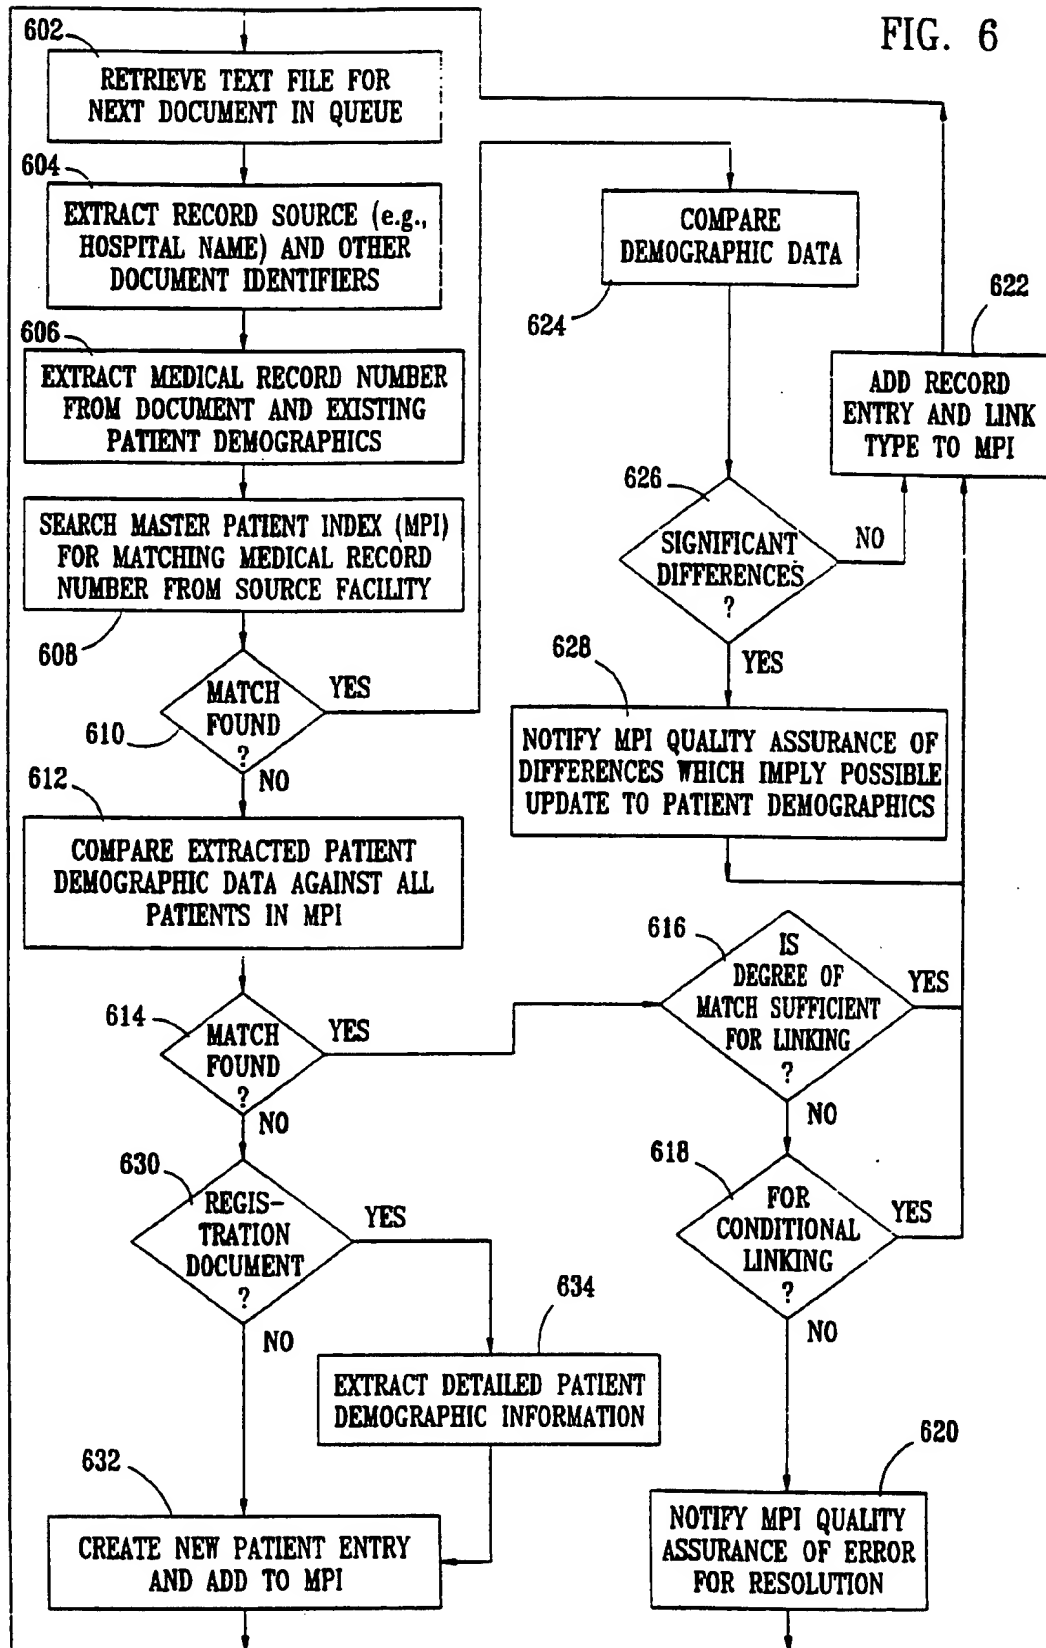 FIG. 6
602
RETRIEVE TEXT FILE FOR
NEXT DOCUMENT IN QUEUE
604
EXTRACT RECORD SOURCE (e.g.,
HOSPITAL NAME) AND OTHER
DOCUMENT IDENTIFIERS
606
EXTRACT MEDICAL RECORD NUMBER
FROM DOCUMENT AND EXISTING
PATIENT DEMOGRAPHICS
SEARCH MASTER PATIENT INDEX (MPI)
FOR MATCHING MEDICAL RECORD
NUMBER FROM SOURCE FACILITY
608
MATCH
FOUND
?
YES
610
NO
612
COMPARE EXTRACTED PATIENT
DEMOGRAPHIC DATA AGAINST ALL
PATIENTS IN MPI
614
MATCH
FOUND
?
YES
NO
630
REGIS-
TRATION
DOCUMENT
?
YES
NO
634
EXTRACT DETAILED PATIENT
DEMOGRAPHIC INFORMATION
632
CREATE NEW PATIENT ENTRY
AND ADD TO MPI
COMPARE
DEMOGRAPHIC DATA
624
622
ADD RECORD
ENTRY AND LINK
TYPE TO MPI
626
SIGNIFICANT
DIFFERENCES
?
NO
YES
628
NOTIFY MPI QUALITY ASSURANCE OF
DIFFERENCES WHICH IMPLY POSSIBLE
UPDATE TO PATIENT DEMOGRAPHICS
616
IS
DEGREE OF
MATCH SUFFICIENT
FOR LINKING
?
YES
NO
618
FOR
CONDITIONAL
LINKING
?
YES
NO
620
NOTIFY MPI QUALITY
ASSURANCE OF ERROR
FOR RESOLUTION